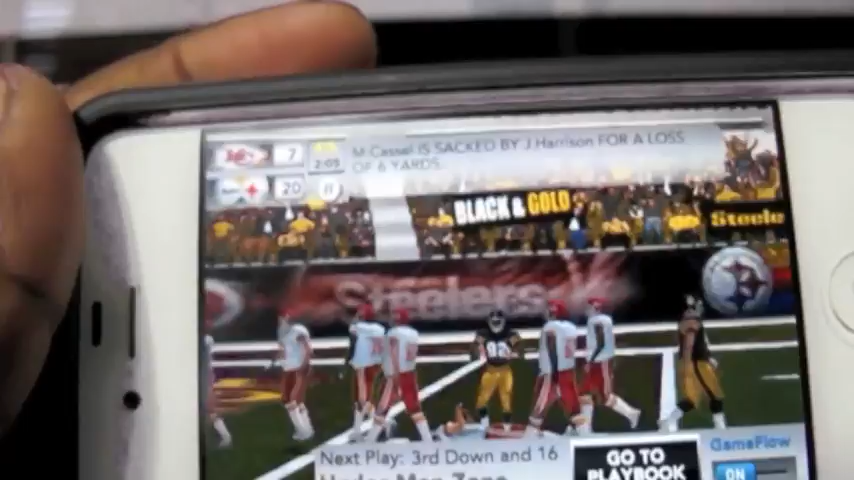 7
M Cassel IS SACKED BY J.Harrison FOR A LOSS
OF 6 YARDS
2:05
20
BLACK & GOLD
Steele
Steelers
92
Next Play: 3rd Down and 16
GO TO
PLAYBOOK
GameFlow
ON